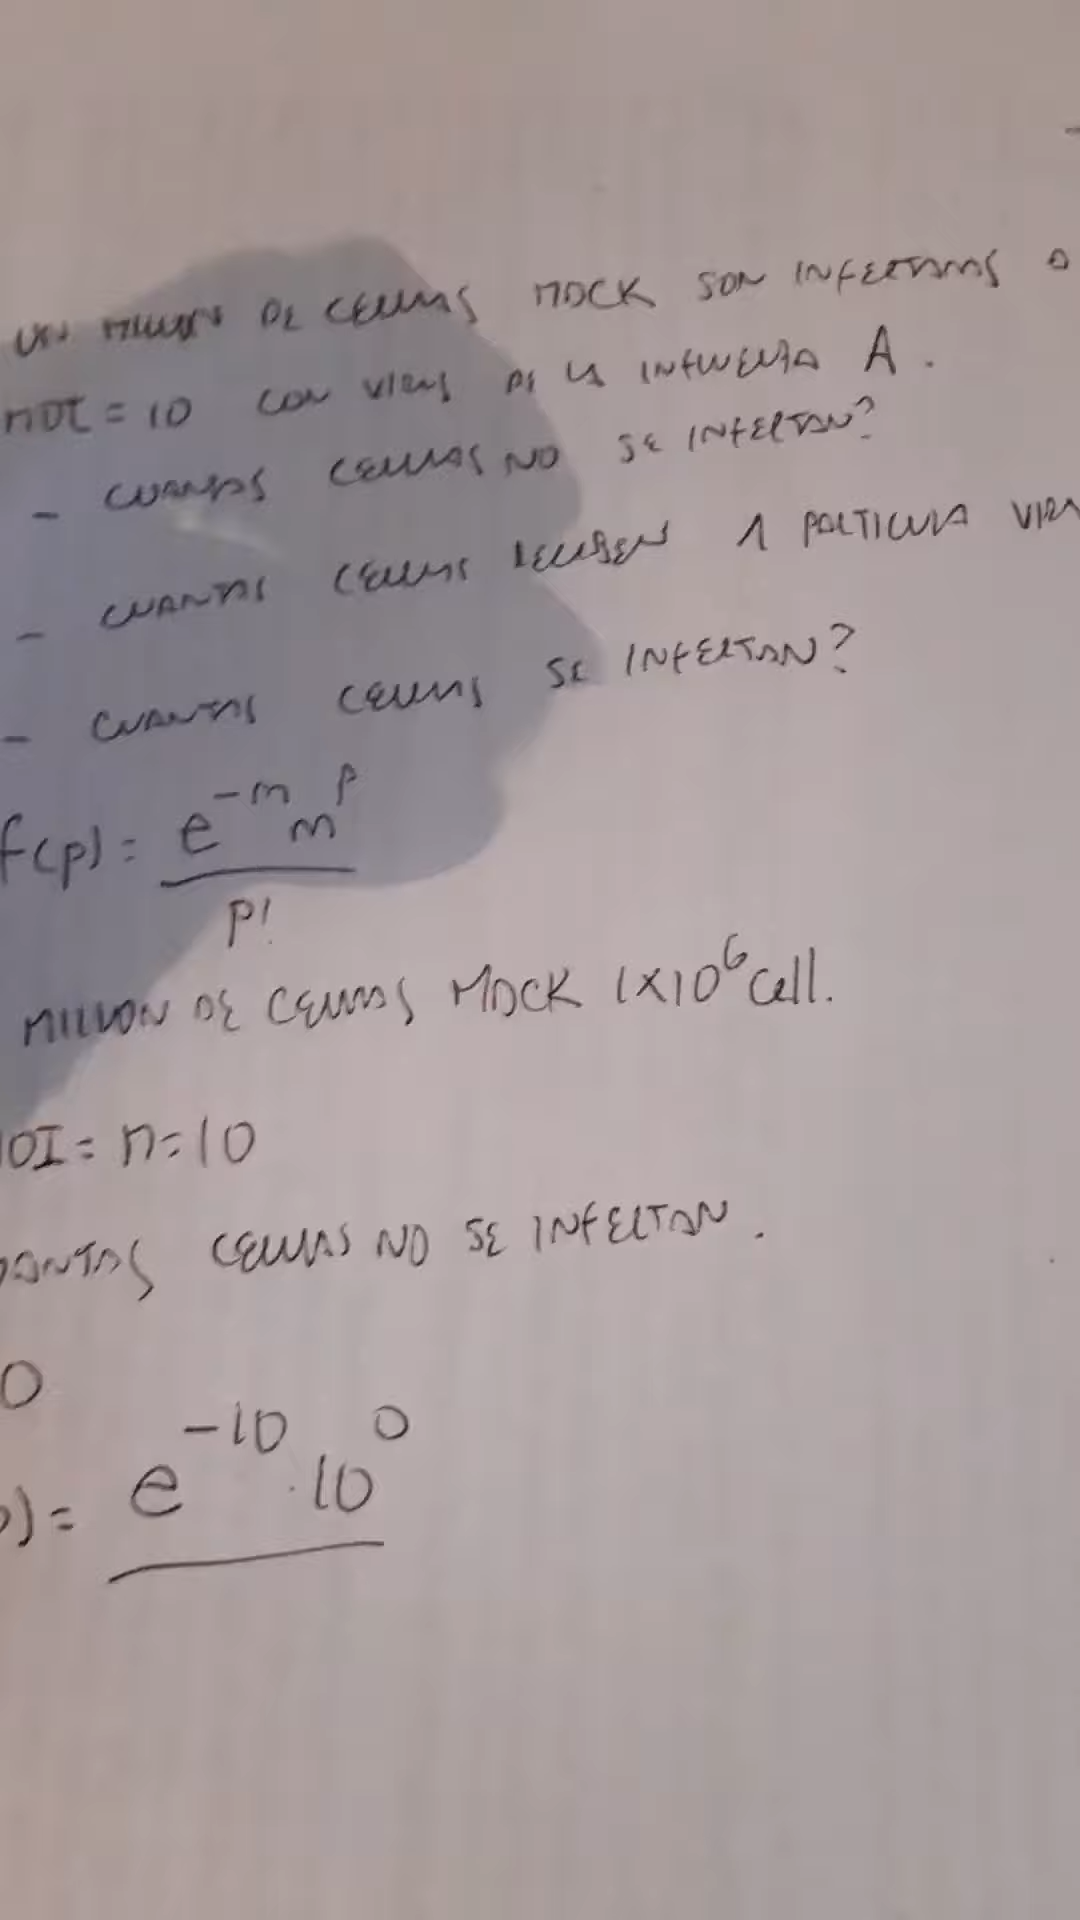 UN MILLON DE CELULAS MDCK SON INFECTADAS A
MOI = 10 CON VIRUS DE LA INFLUENZA A.
- CUANTAS CELULAS NO SE INFECTAN?
- CUANTAS CELULAS RECIBEN 1 PARTICULA VIRA
- CUANTAS CELULAS SE INFECTAN?
f(p) = e^-m m^p / p!
MILLON DE CELULAS MDCK 1x10^6 cell.
OI = m = 10
ANTAS CELULAS NO SE INFECTAN.
0
) = e^-10 . 10^0